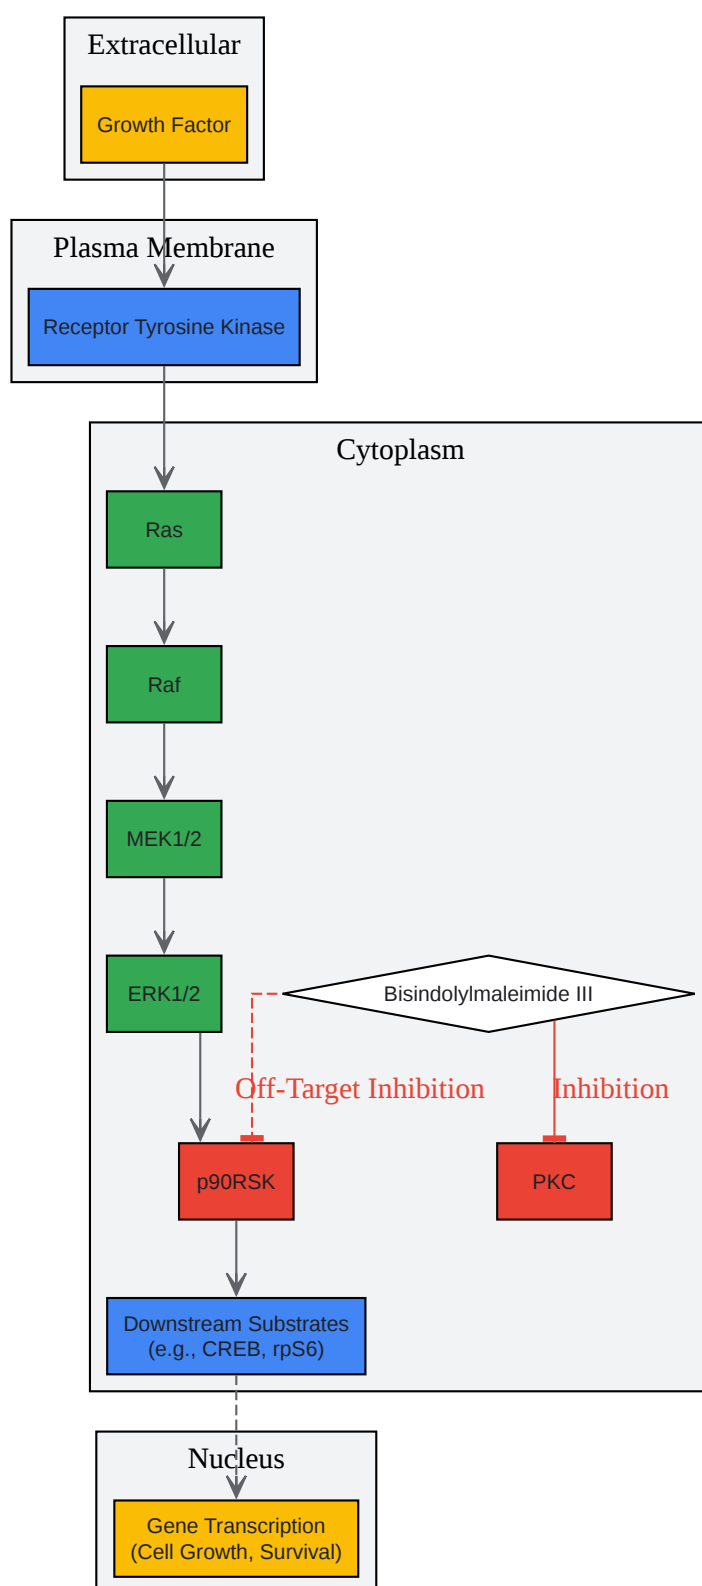 Extracellular
Growth Factor
Plasma Membrane
Receptor Tyrosine Kinase
Cytoplasm
Ras
Raf
MEK1/2
ERK1/2
Bisindolylmaleimide III
Off-Target Inhibition
Inhibition
p90RSK
PKC
Downstream Substrates
(e.g., CREB, rpS6)
Nucleus
Gene Transcription
(Cell Growth, Survival)